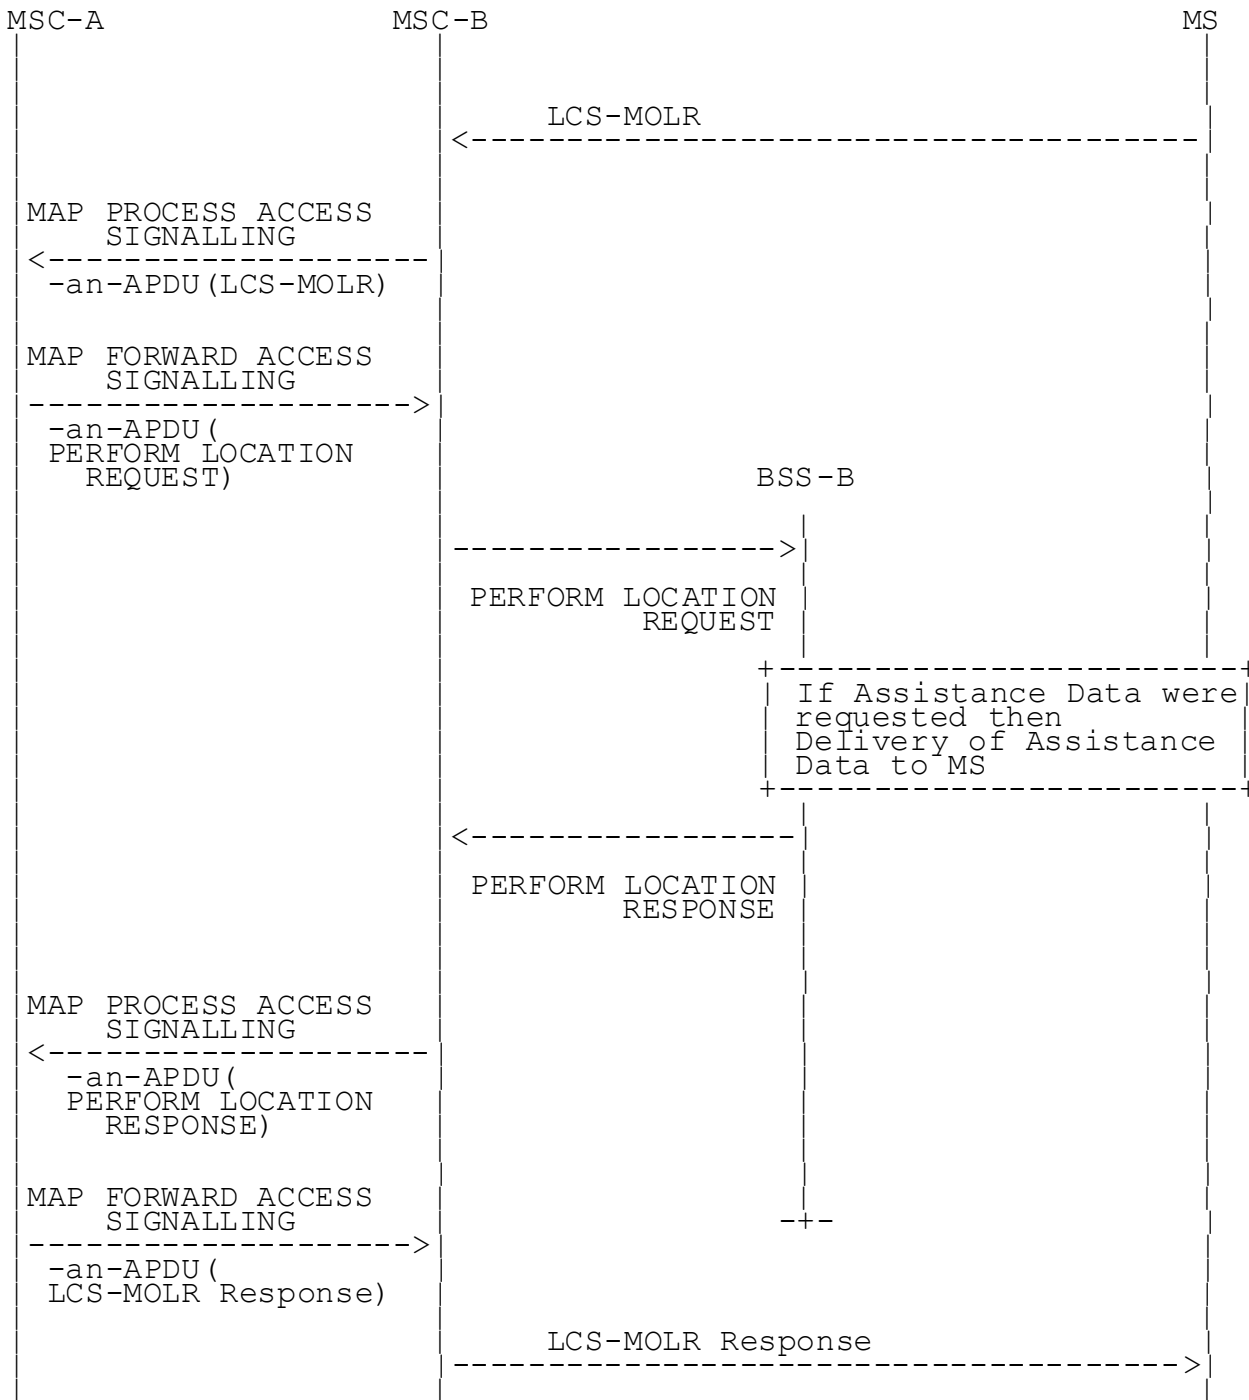 MSC-A MSC-B MS
LCS-MOLR
MAP PROCESS ACCESS
SIGNALLING
-an-APDU(LCS-MOLR)
MAP FORWARD ACCESS
SIGNALLING
-an-APDU(
PERFORM LOCATION
REQUEST)
BSS-B
PERFORM LOCATION
REQUEST
If Assistance Data were
requested then
Delivery of Assistance
Data to MS
PERFORM LOCATION
RESPONSE
MAP PROCESS ACCESS
SIGNALLING
-an-APDU(
PERFORM LOCATION
RESPONSE)
MAP FORWARD ACCESS
SIGNALLING
-an-APDU(
LCS-MOLR Response)
LCS-MOLR Response